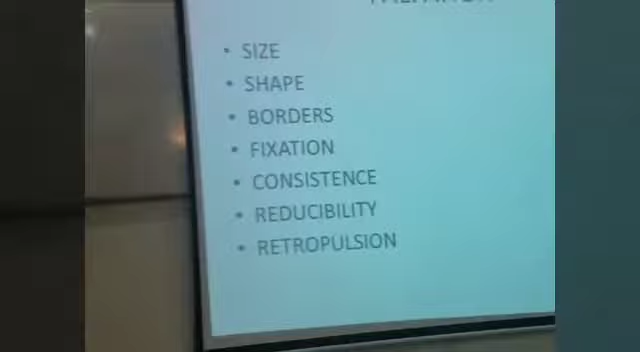 • SIZE
• SHAPE
• BORDERS
• FIXATION
• CONSISTENCE
• REDUCIBILITY
• RETROPULSION